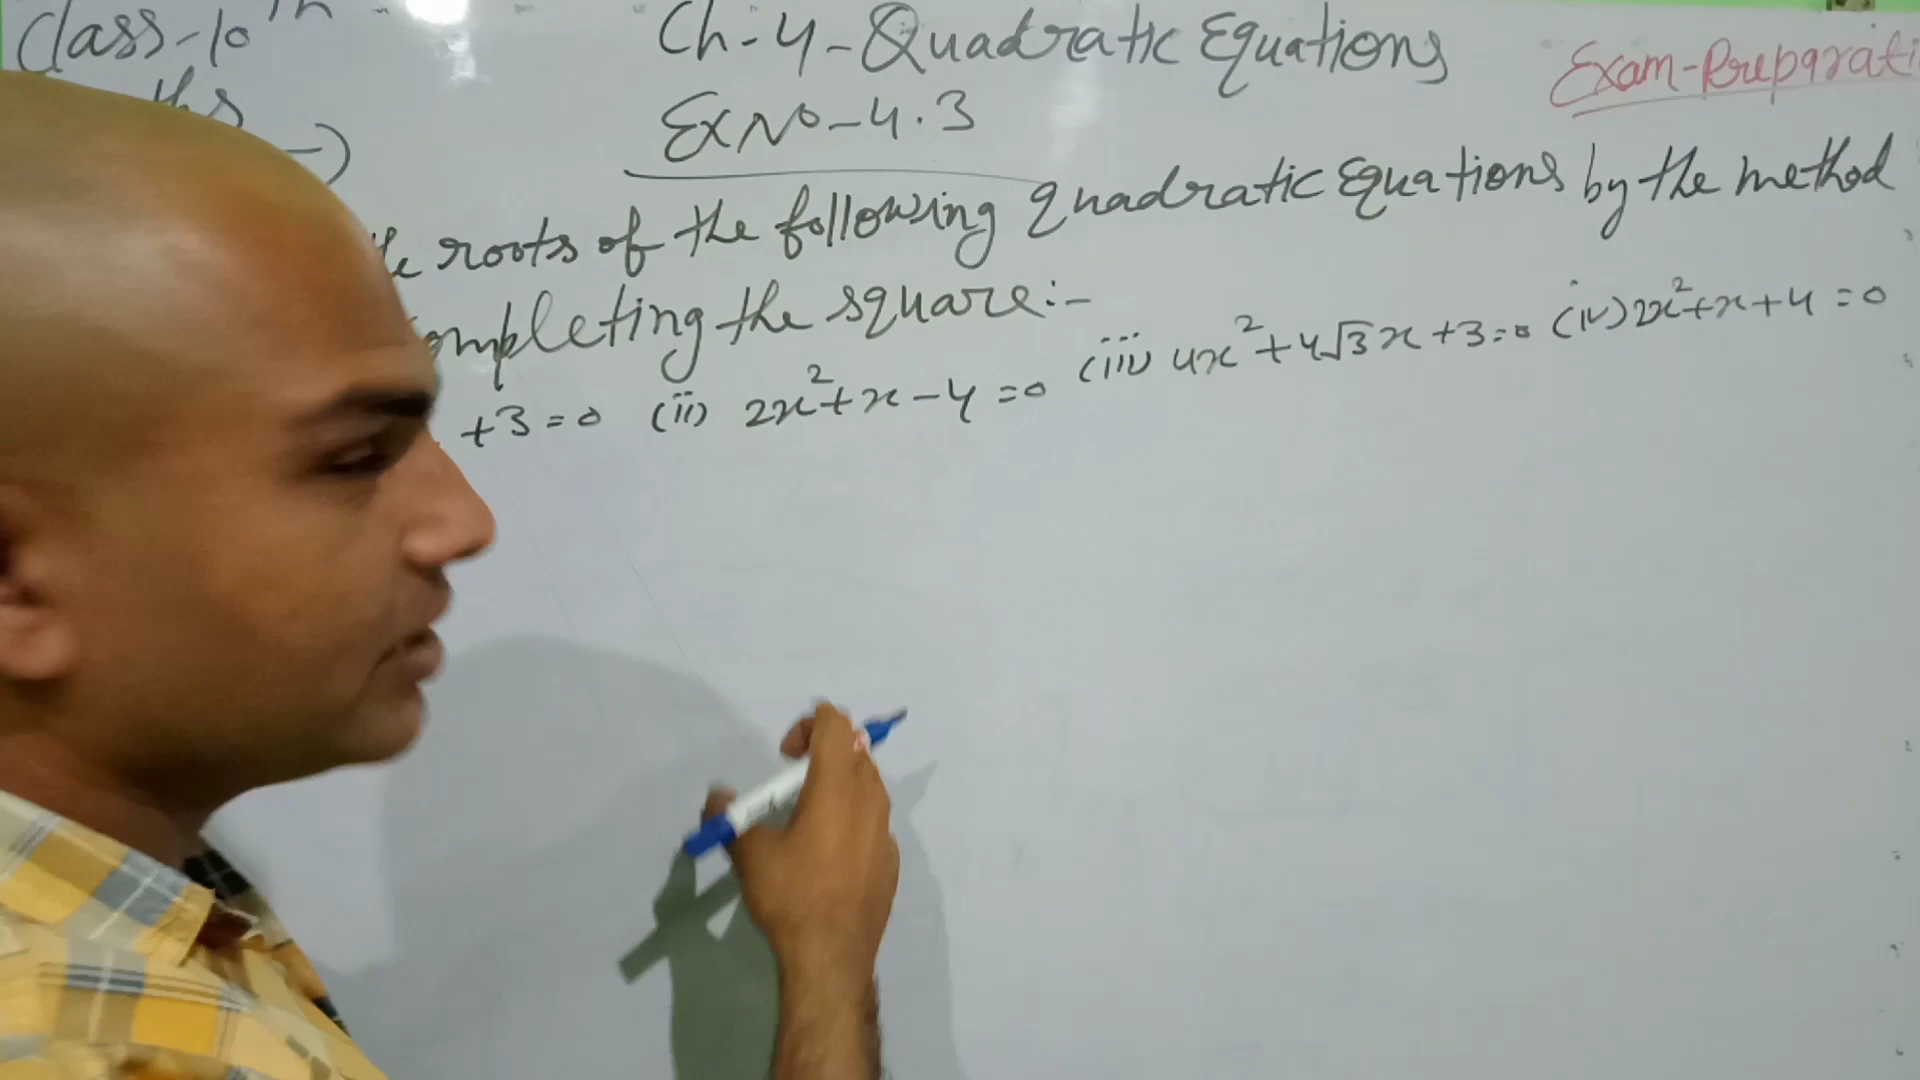 Class-10th
Ch-4-Quadratic Equations
Exam-Preparati
ths
Ex No-4.3
roots of the following quadratic Equations by the method
completing the square:-
+3=0 (ii) 2x²+x-4=0 (iii) 4x²+4√3x+3=0 (iv) 2x²+x+4=0